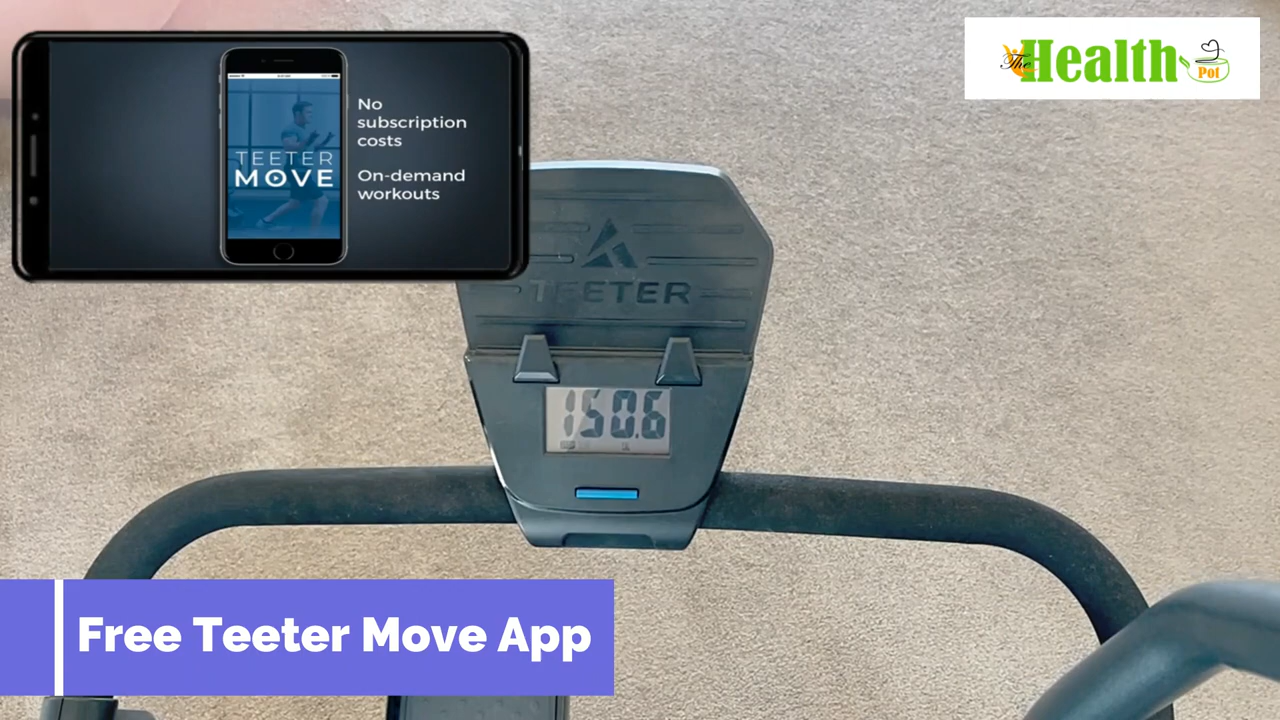 The Health Pot
No
subscription
costs
TEETER
MOVE
On-demand
workouts
TEETER
150.6
Free Teeter Move App